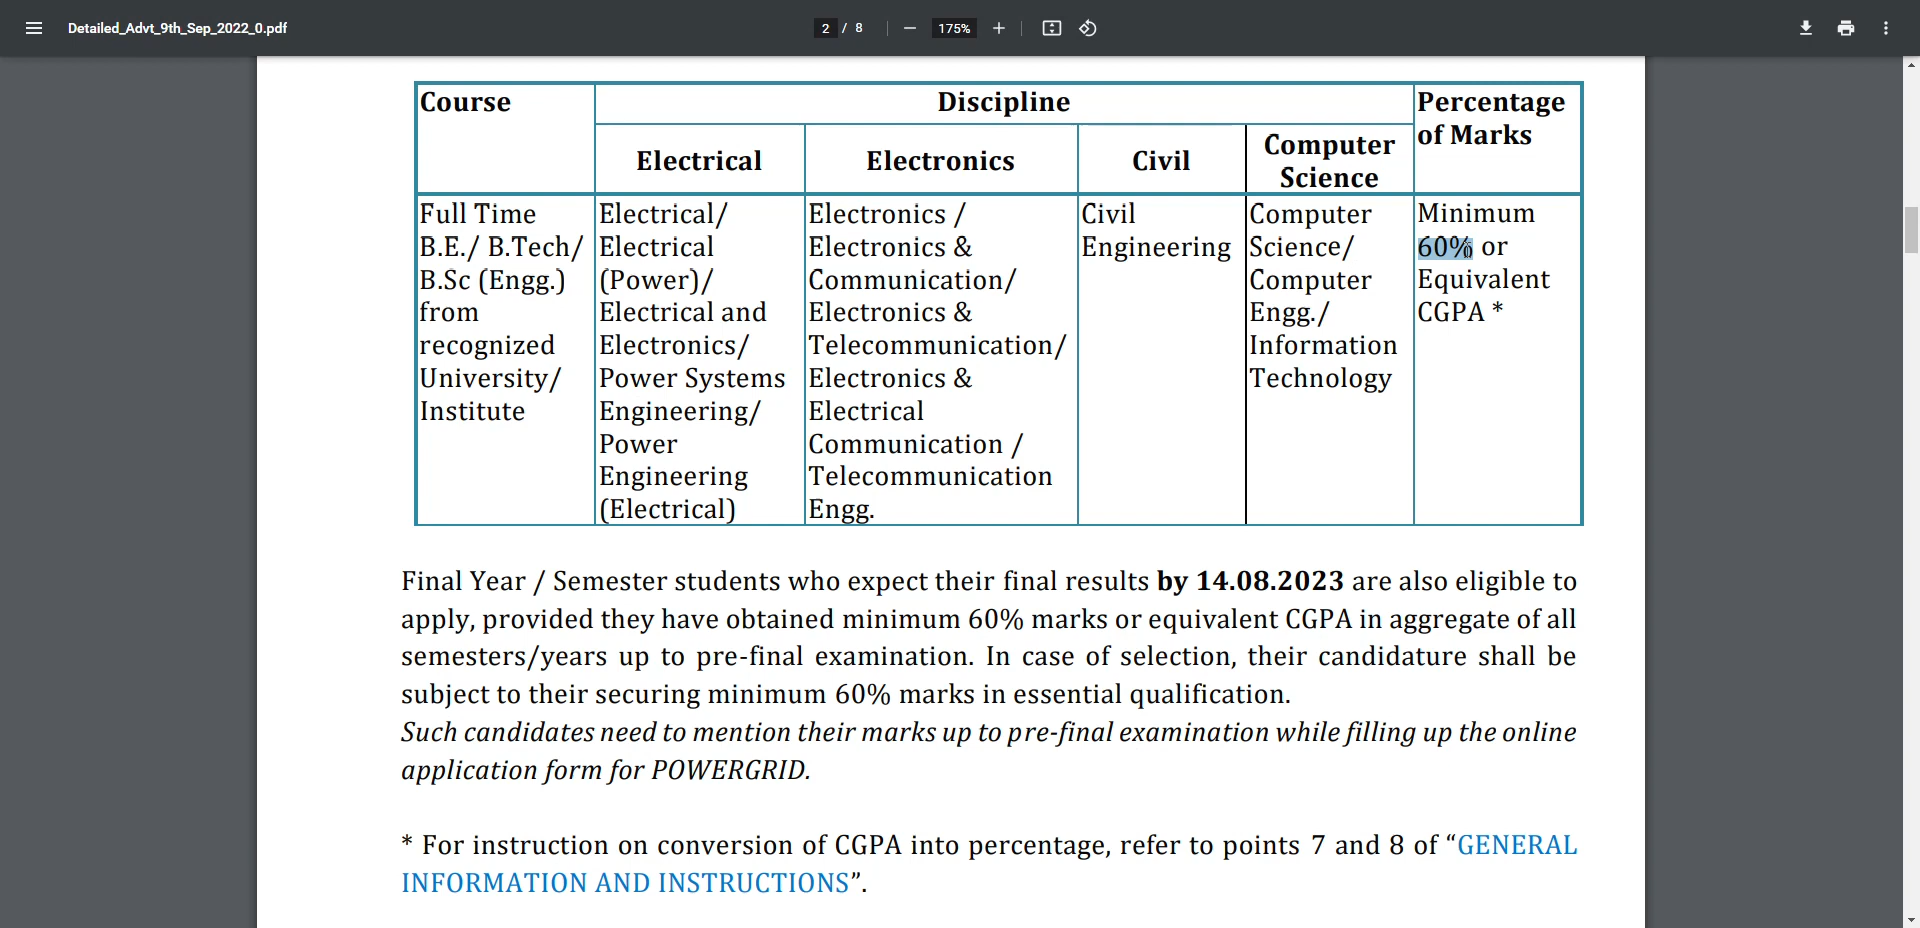 Detailed_Advt_9th_Sep_2022_0.pdf
2 / 8
175%
Course
Discipline
Percentage
of Marks
Electrical
Electronics
Civil
Computer
Science
Full Time
B.E./ B.Tech/
B.Sc (Engg.)
from
recognized
University/
Institute
Electrical/
Electrical
(Power)/
Electrical and
Electronics/
Power Systems
Engineering/
Power
Engineering
(Electrical)
Electronics /
Electronics &
Communication/
Electronics &
Telecommunication/
Electronics &
Electrical
Communication /
Telecommunication
Engg.
Civil
Engineering
Computer
Science/
Computer
Engg./
Information
Technology
Minimum
60% or
Equivalent
CGPA *
Final Year / Semester students who expect their final results by 14.08.2023 are also eligible to
apply, provided they have obtained minimum 60% marks or equivalent CGPA in aggregate of all
semesters/years up to pre-final examination. In case of selection, their candidature shall be
subject to their securing minimum 60% marks in essential qualification.
Such candidates need to mention their marks up to pre-final examination while filling up the online
application form for POWERGRID.
* For instruction on conversion of CGPA into percentage, refer to points 7 and 8 of “GENERAL
INFORMATION AND INSTRUCTIONS”.